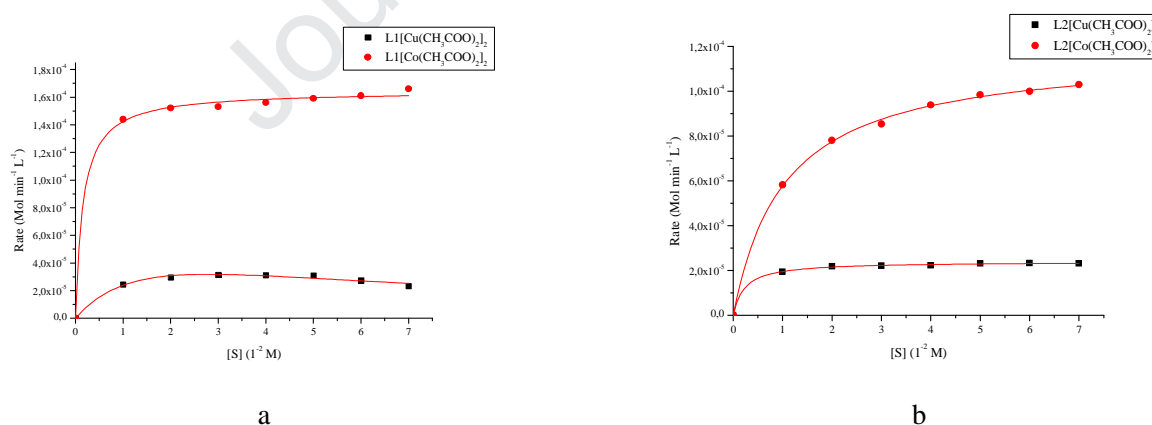 Jou
L1[Cu(CH₃COO)₂]₂
L1[Co(CH₃COO)₂]₂
1,8x10⁻⁴
1,6x10⁻⁴
1,4x10⁻⁴
1,2x10⁻⁴
1,0x10⁻⁴
8,0x10⁻⁵
6,0x10⁻⁵
4,0x10⁻⁵
2,0x10⁻⁵
0,0
Rate (Mol min⁻¹ L⁻¹)
0 1 2 3 4 5 6 7
[S] (1⁻² M)
a
L2[Cu(CH₃COO)₂
L2[Co(CH₃COO)₂
1,2x10⁻⁴
1,0x10⁻⁴
8,0x10⁻⁵
6,0x10⁻⁵
4,0x10⁻⁵
2,0x10⁻⁵
0,0
Rate (Mol min⁻¹ L⁻¹)
0 1 2 3 4 5 6 7
[S] (1⁻² M)
b